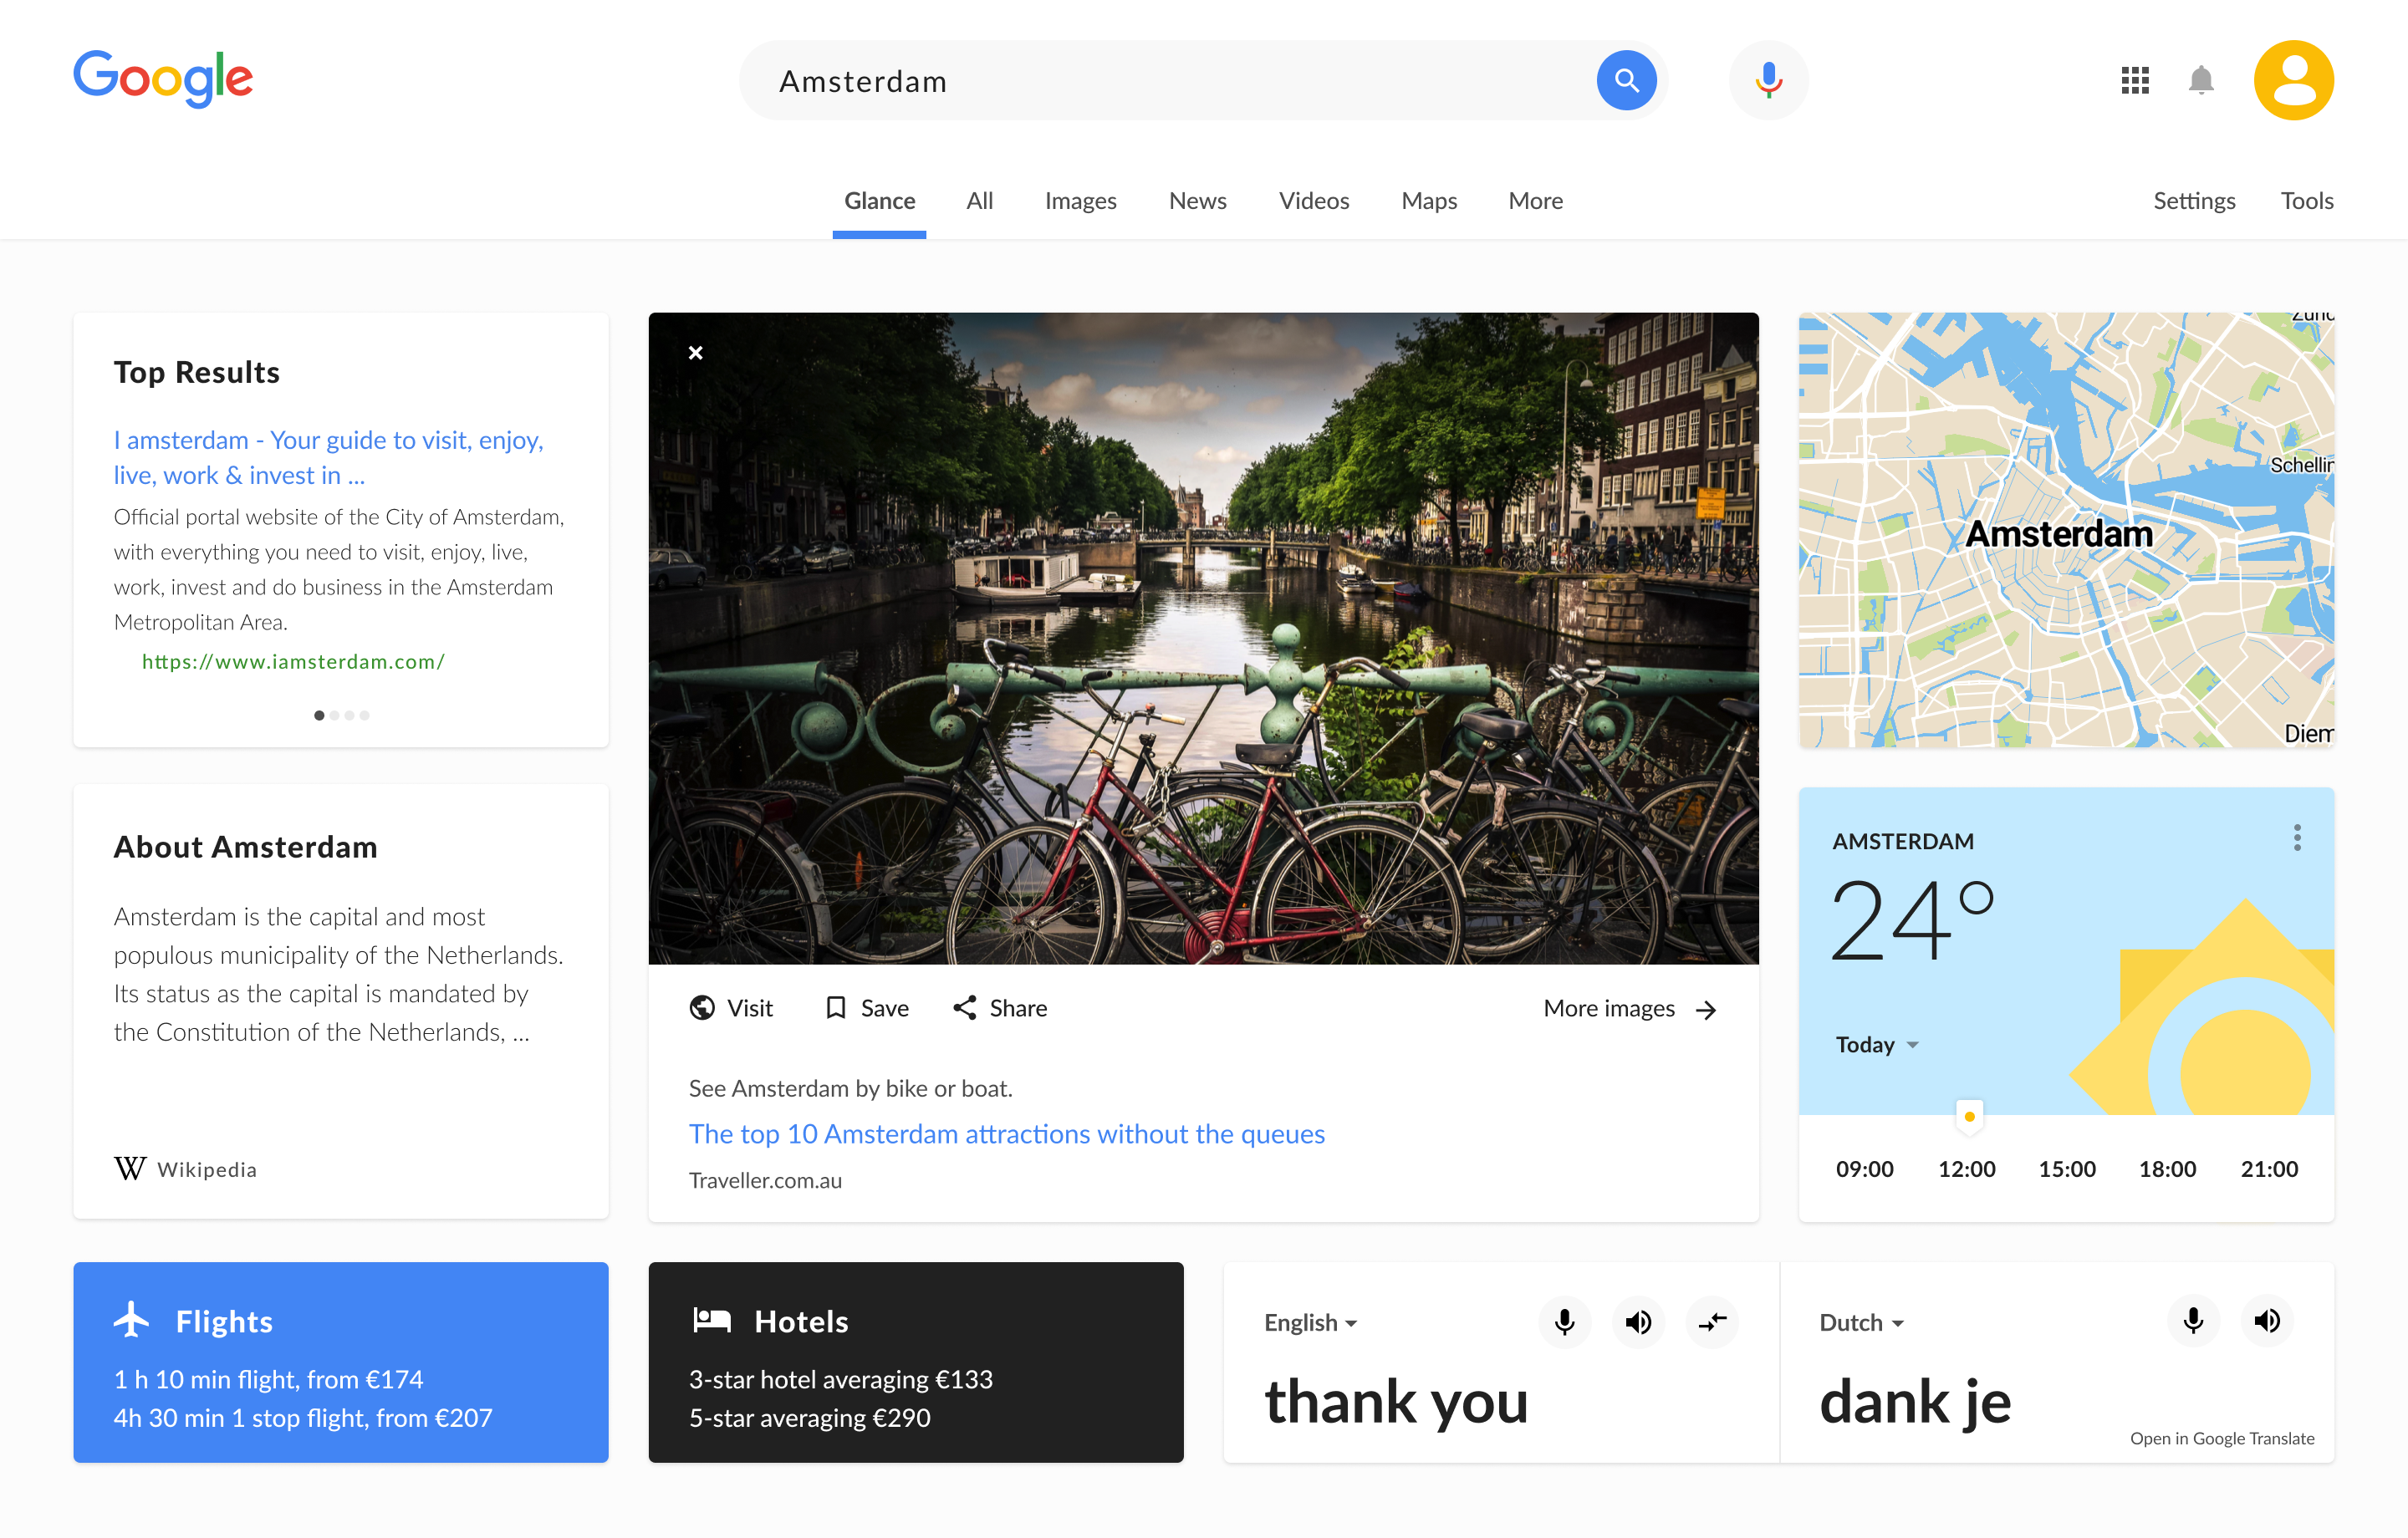 Google
Amsterdam
Glance
All
Images
News
Videos
Maps
More
Settings
Tools
Top Results
I amsterdam - Your guide to visit, enjoy,
live, work & invest in ...
Official portal website of the City of Amsterdam,
with everything you need to visit, enjoy, live,
work, invest and do business in the Amsterdam
Metropolitan Area.
https://www.iamsterdam.com/
About Amsterdam
Amsterdam is the capital and most
populous municipality of the Netherlands.
Its status as the capital is mandated by
the Constitution of the Netherlands, ...
W Wikipedia
Visit
Save
Share
More images
See Amsterdam by bike or boat.
The top 10 Amsterdam attractions without the queues
Traveller.com.au
Schellin
Amsterdam
Diem
AMSTERDAM
24°
Today
09:00
12:00
15:00
18:00
21:00
Flights
1 h 10 min flight, from €174
4h 30 min 1 stop flight, from €207
Hotels
3-star hotel averaging €133
5-star averaging €290
English
thank you
Dutch
dank je
Open in Google Translate